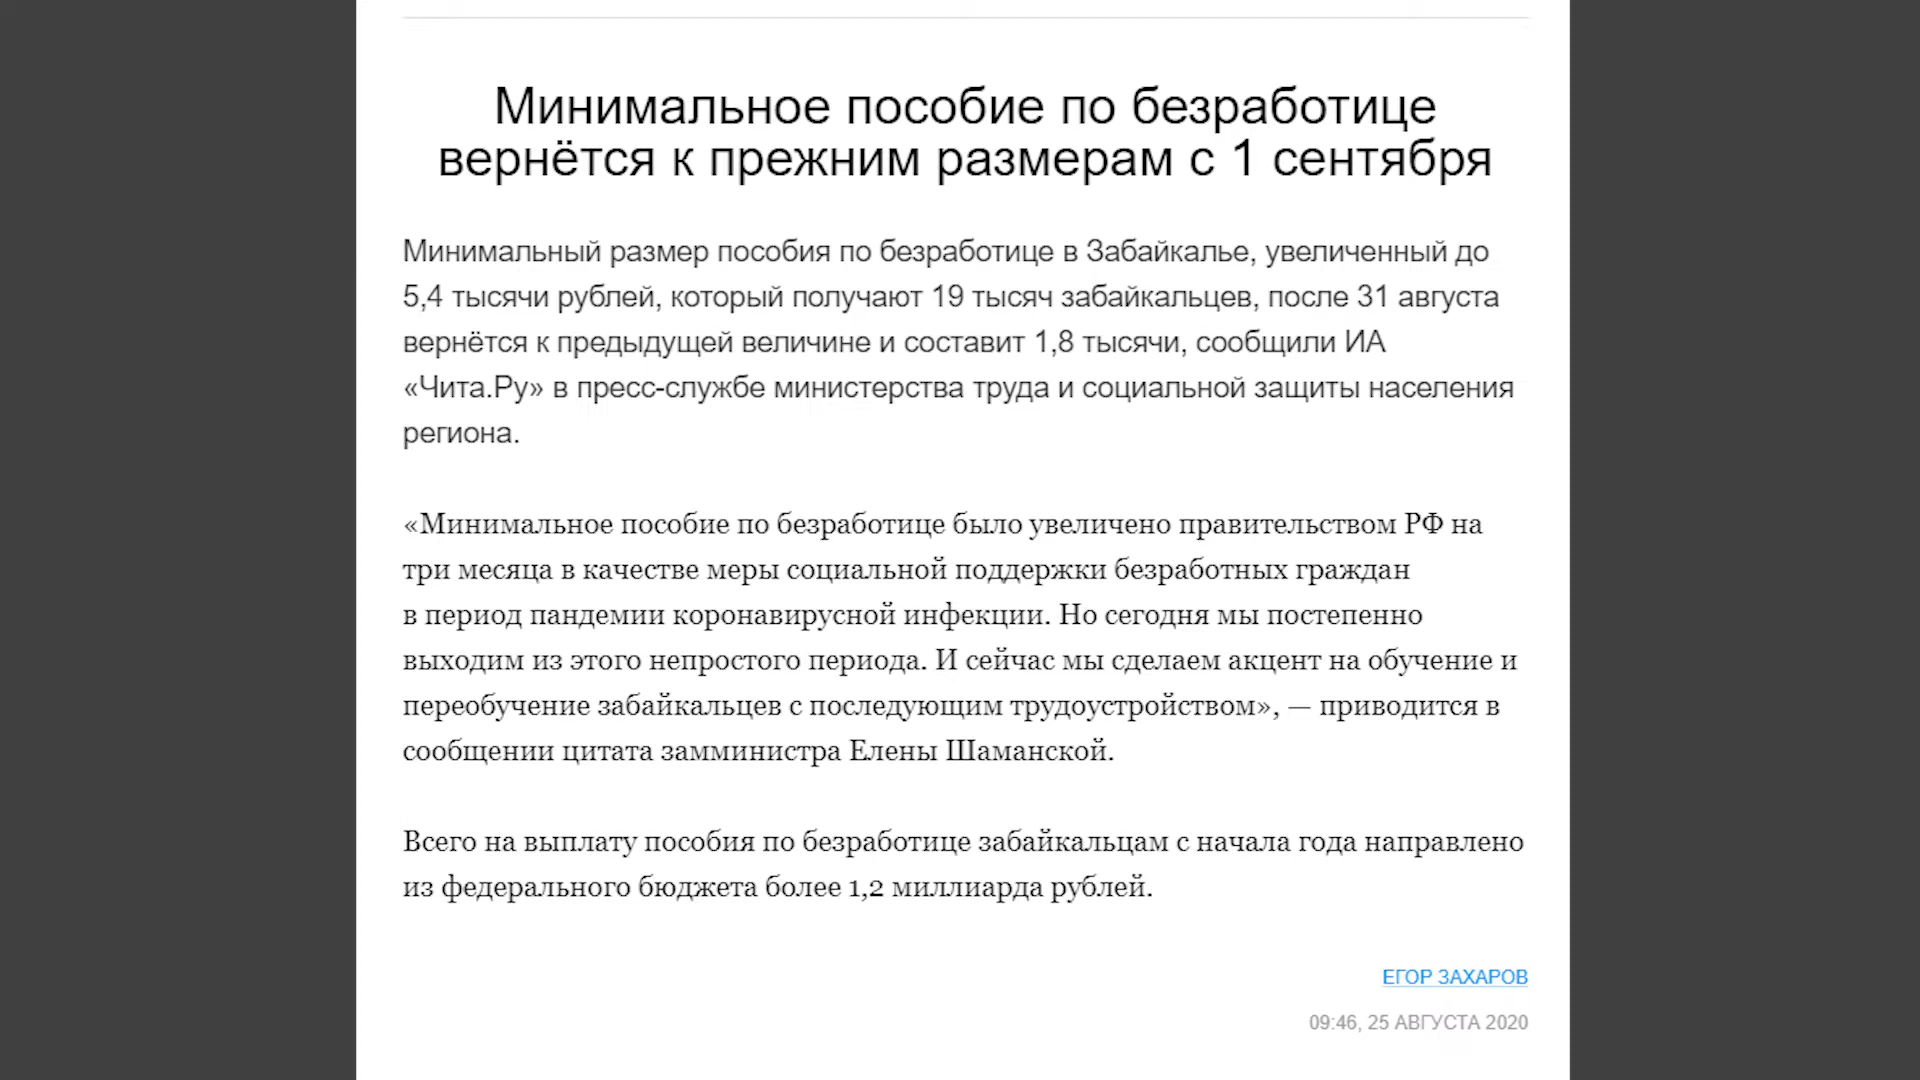 Минимальное пособие по безработице
вернётся к прежним размерам с 1 сентября
Минимальный размер пособия по безработице в Забайкалье, увеличенный до
5,4 тысячи рублей, который получают 19 тысяч забайкальцев, после 31 августа
вернётся к предыдущей величине и составит 1,8 тысячи, сообщили ИА
«Чита.Ру» в пресс-службе министерства труда и социальной защиты населения
региона.
«Минимальное пособие по безработице было увеличено правительством РФ на
три месяца в качестве меры социальной поддержки безработных граждан
в период пандемии коронавирусной инфекции. Но сегодня мы постепенно
выходим из этого непростого периода. И сейчас мы сделаем акцент на обучение и
переобучение забайкальцев с последующим трудоустройством», — приводится в
сообщении цитата замминистра Елены Шаманской.
Всего на выплату пособия по безработице забайкальцам с начала года направлено
из федерального бюджета более 1,2 миллиарда рублей.
ЕГОР ЗАХАРОВ
09:46, 25 АВГУСТА 2020